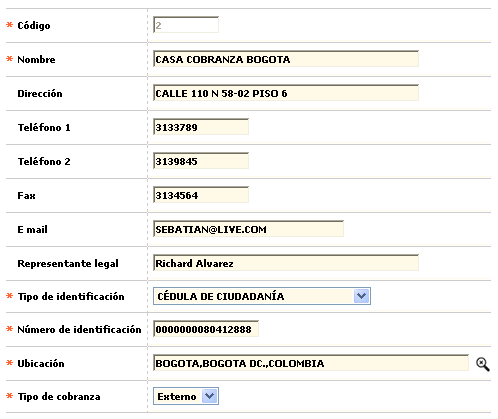 * Código 2
* Nombre CASA COBRANZA BOGOTA
Dirección CALLE 110 N 58-02 PISO 6
Teléfono 1 3133789
Teléfono 2 3139845
Fax 3134564
E mail SEBATIAN@LIVE.COM
Representante legal Richard Alvarez
* Tipo de identificación CÉDULA DE CIUDADANÍA
* Número de identificación 0000000080412888
* Ubicación BOGOTA,BOGOTA DC.,COLOMBIA
* Tipo de cobranza Externo